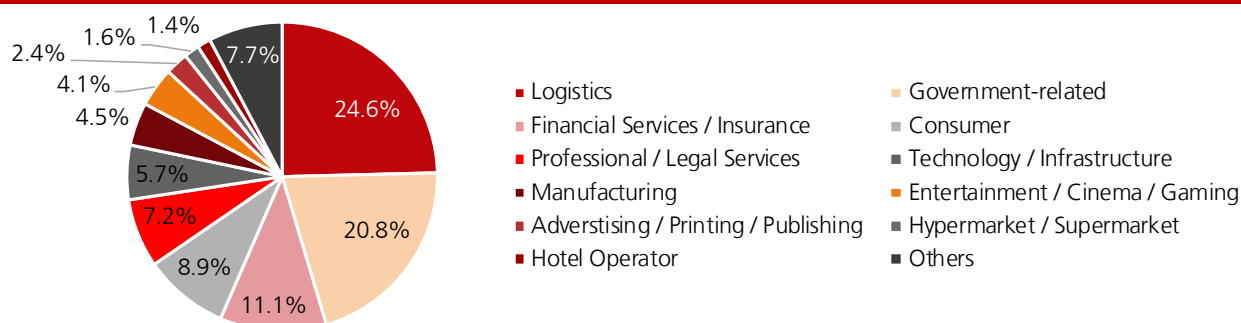 1.4%
1.6%
2.4%
4.1%
4.5%
5.7%
7.2%
8.9%
11.1%
20.8%
24.6%
7.7%
Logistics
Government-related
Financial Services / Insurance
Consumer
Professional / Legal Services
Technology / Infrastructure
Manufacturing
Entertainment / Cinema / Gaming
Adverstising / Printing / Publishing
Hypermarket / Supermarket
Hotel Operator
Others